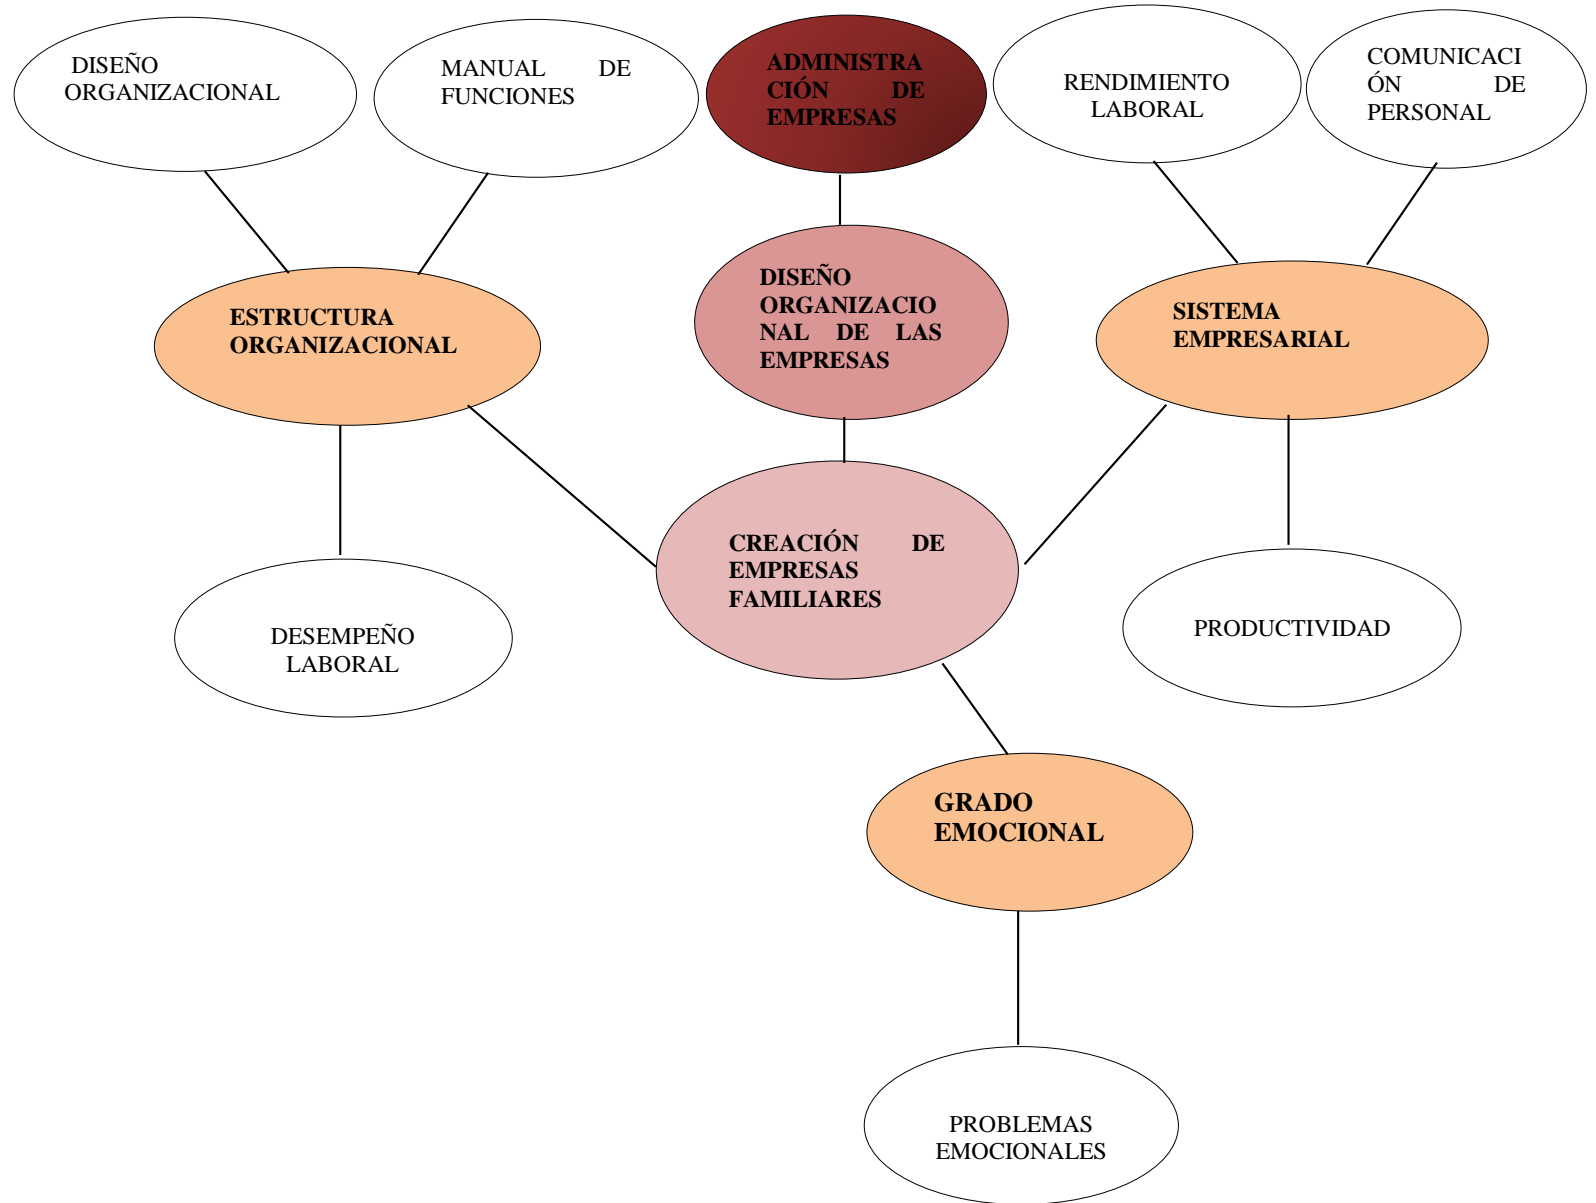 DISEÑO
ORGANIZACIONAL
MANUAL DE
FUNCIONES
ADMINISTRA
CIÓN DE
EMPRESAS
RENDIMIENTO
LABORAL
COMUNICACI
ÓN DE
PERSONAL
ESTRUCTURA
ORGANIZACIONAL
DISEÑO
ORGANIZACIO
NAL DE LAS
EMPRESAS
SISTEMA
EMPRESARIAL
CREACIÓN DE
EMPRESAS
FAMILIARES
DESEMPEÑO
LABORAL
PRODUCTIVIDAD
GRADO
EMOCIONAL
PROBLEMAS
EMOCIONALES